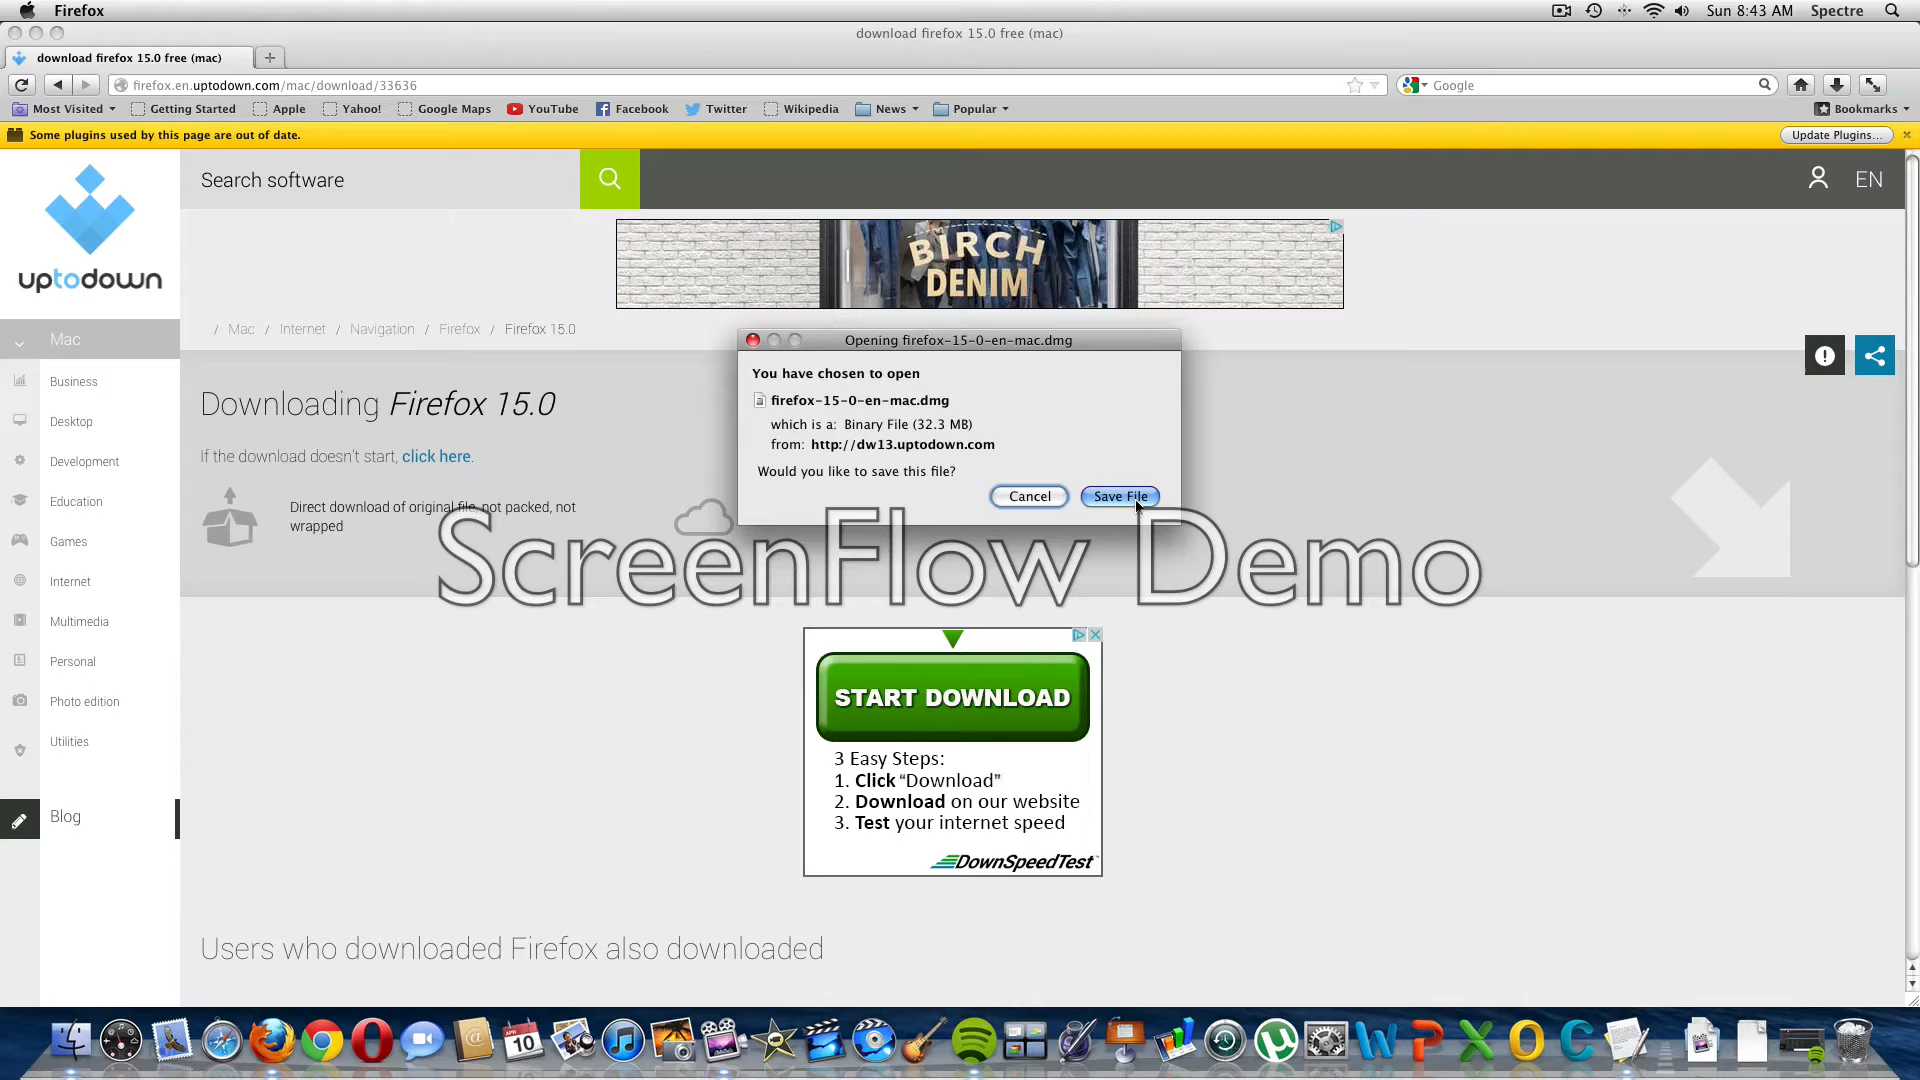 Firefox
Sun 8:43 AM Spectre
download firefox 15.0 free (mac)
download firefox 15.0 free (mac)
firefox.en.uptodown.com/mac/download/33636
Google
Most Visited Getting Started Apple Yahoo! Google Maps YouTube Facebook Twitter Wikipedia News Popular Bookmarks
Some plugins used by this page are out of date. Update Plugins...
Search software
EN
BIRCH
DENIM
uptodown
/ Mac / Internet / Navigation / Firefox / Firefox 15.0
Mac
Business
Desktop
Development
Education
Games
Internet
Multimedia
Personal
Photo edition
Utilities
Blog
Downloading Firefox 15.0
If the download doesn't start, click here.
Direct download of original file, not packed, not
wrapped
Opening firefox-15-0-en-mac.dmg
You have chosen to open
firefox-15-0-en-mac.dmg
which is a: Binary File (32.3 MB)
from: http://dw13.uptodown.com
Would you like to save this file?
Cancel Save File
ScreenFlow Demo
START DOWNLOAD
3 Easy Steps:
1. Click “Download”
2. Download on our website
3. Test your internet speed
DownSpeedTest
Users who downloaded Firefox also downloaded
APR
10